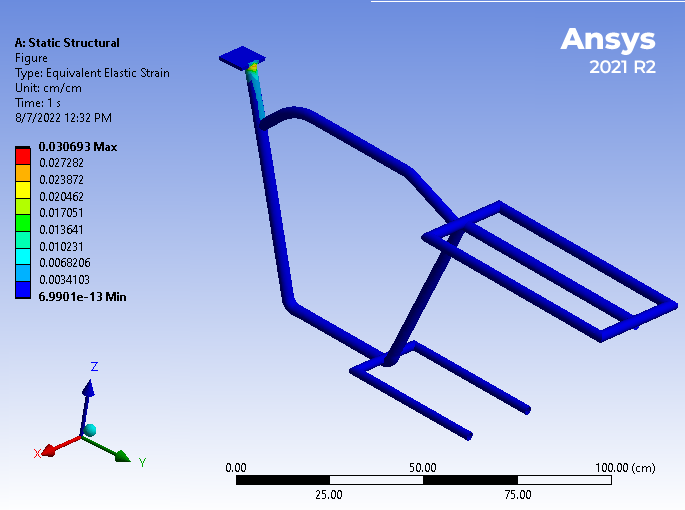 A: Static Structural
Figure
Type: Equivalent Elastic Strain
Unit: cm/cm
Time: 1 s
8/7/2022 12:32 PM
Ansys
2021 R2
0.030693 Max
0.027282
0.023872
0.020462
0.017051
0.013641
0.010231
0.0068206
0.0034103
6.9901e-13 Min
Z
X
Y
0.00 50.00 100.00 (cm)
25.00 75.00